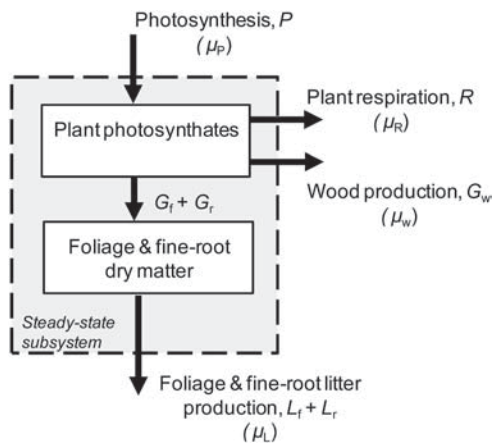 Photosynthesis, P
(μP)
Plant photosynthates
Plant respiration, R
(μR)
Wood production, Gw
(μw)
Gf + Gr
Foliage & fine-root
dry matter
Steady-state
subsystem
Foliage & fine-root litter
production, Lf + Lr
(μL)